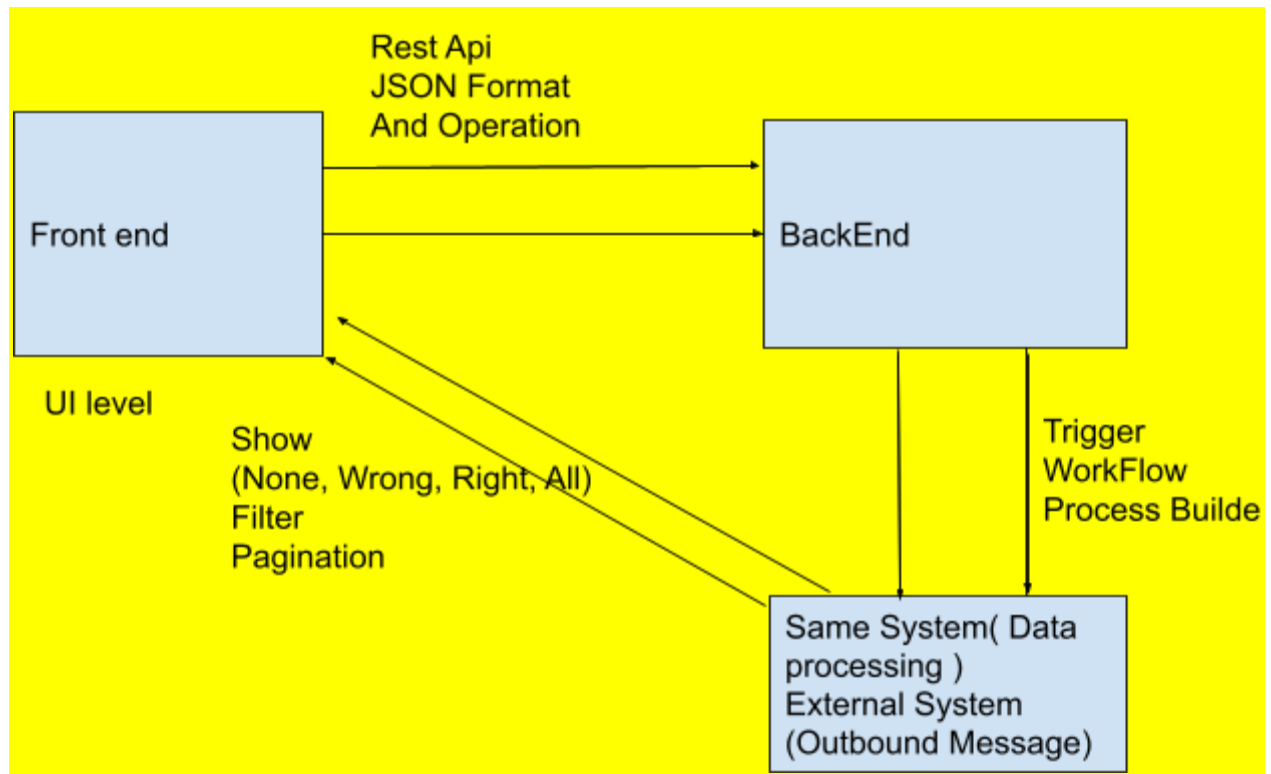 Rest Api
JSON Format
And Operation
Front end
BackEnd
UI level
Show
(None, Wrong, Right, All)
Filter
Pagination
Trigger
WorkFlow
Process Builde
Same System( Data
processing )
External System
(Outbound Message)